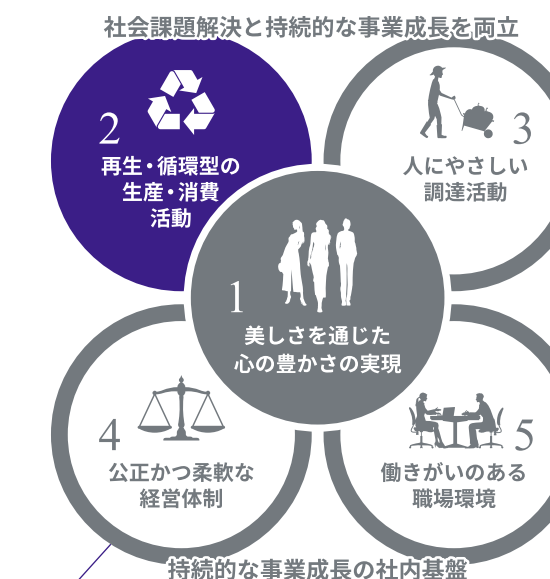 社会課題解決と持続的な事業成長を両立
2
再生・循環型の
生産・消費
活動
3
人にやさしい
調達活動
1
美しさを通じた
心の豊かさの実現
4
公正かつ柔軟な
経営体制
5
働きがいのある
職場環境
持続的な事業成長の社内基盤